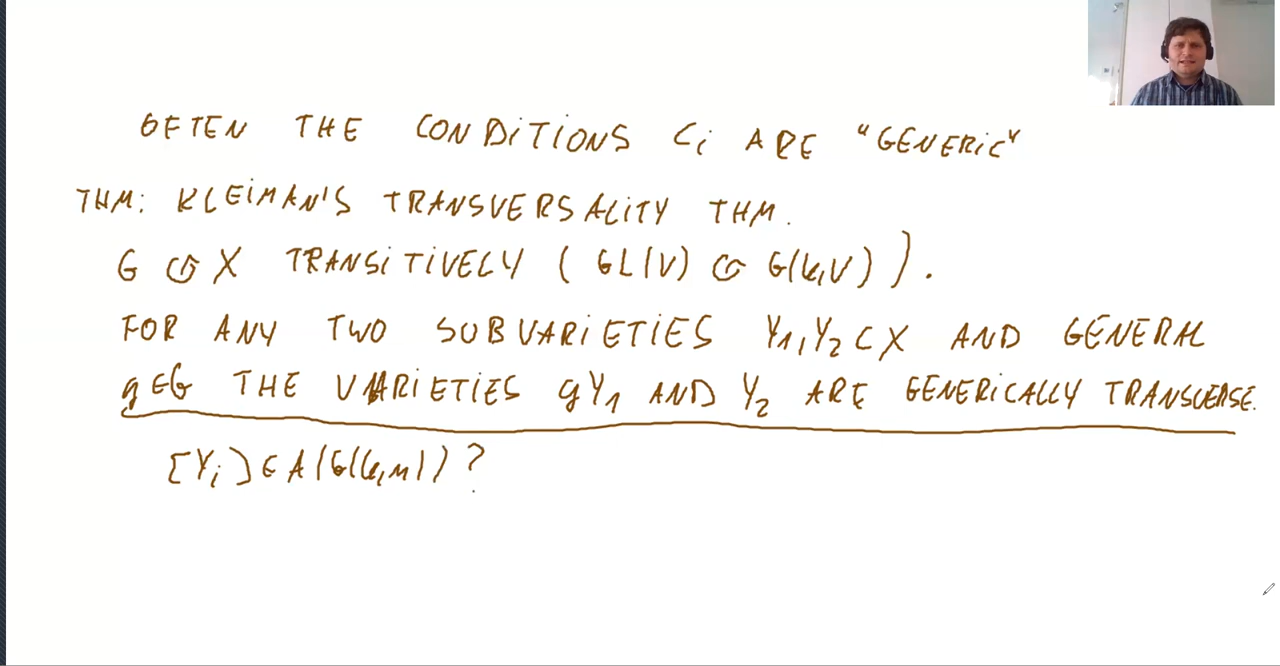 OFTEN THE CONDITIONS Ci ARE "GENERIC"
THM: KLEIMAN'S TRANSVERSALITY THM.
G ↻ X TRANSITIVELY (GL(V) ↻ G(k,V)).
FOR ANY TWO SUBVARIETIES Y₁,Y₂ ⊂ X AND GENERAL
g∈G THE VARIETIES gY₁ AND Y₂ ARE GENERICALLY TRANSVERSE.
[Yi] ∈ A(G(k,n)) ?